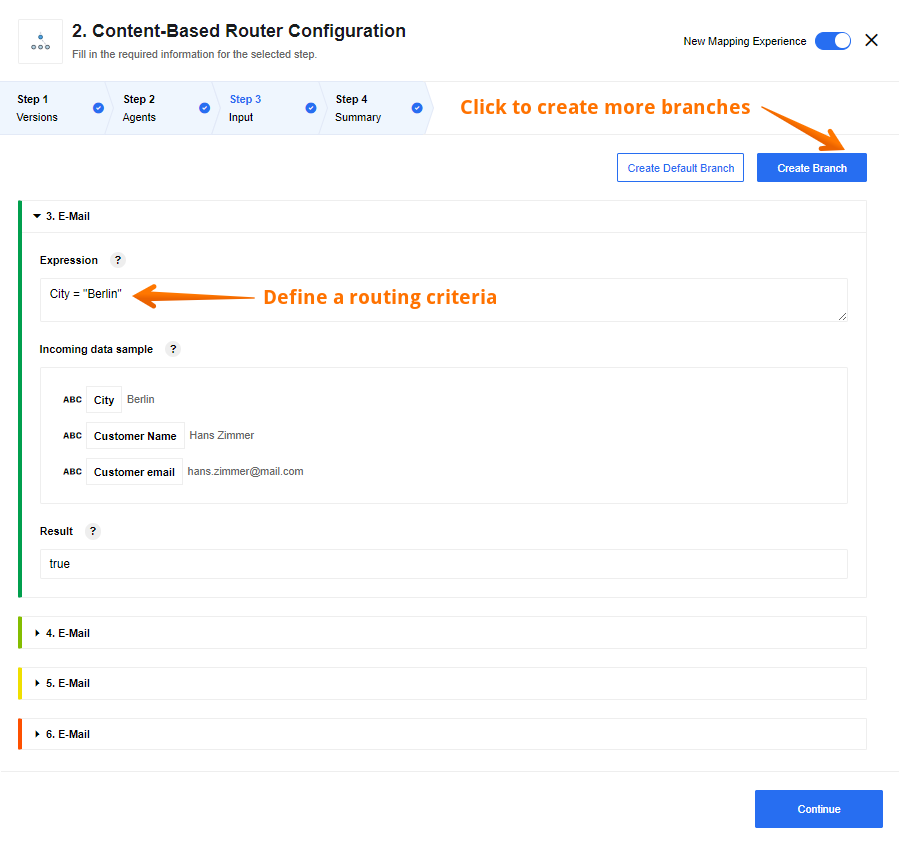 2. Content-Based Router Configuration
Fill in the required information for the selected step.
New Mapping Experience
Step 1
Versions
Step 2
Agents
Step 3
Input
Step 4
Summary
Click to create more branches
Create Default Branch
Create Branch
3. E-Mail
Expression ?
City = "Berlin"
Define a routing criteria
Incoming data sample ?
ABC City Berlin
ABC Customer Name Hans Zimmer
ABC Customer email hans.zimmer@mail.com
Result ?
true
4. E-Mail
5. E-Mail
6. E-Mail
Continue